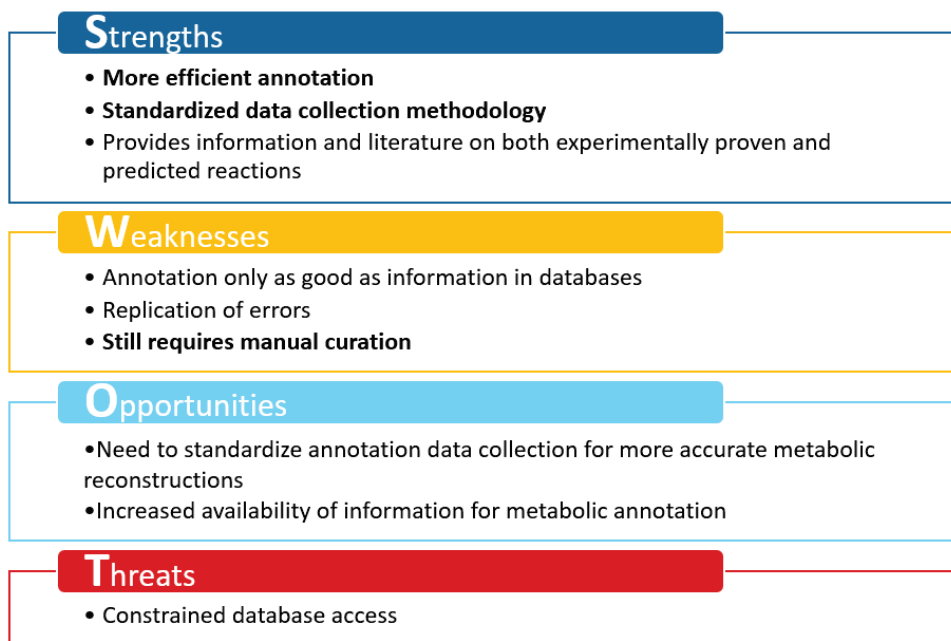 Strengths
• More efficient annotation
• Standardized data collection methodology
• Provides information and literature on both experimentally proven and
predicted reactions
Weaknesses
• Annotation only as good as information in databases
• Replication of errors
• Still requires manual curation
Opportunities
•Need to standardize annotation data collection for more accurate metabolic
reconstructions
•Increased availability of information for metabolic annotation
Threats
• Constrained database access